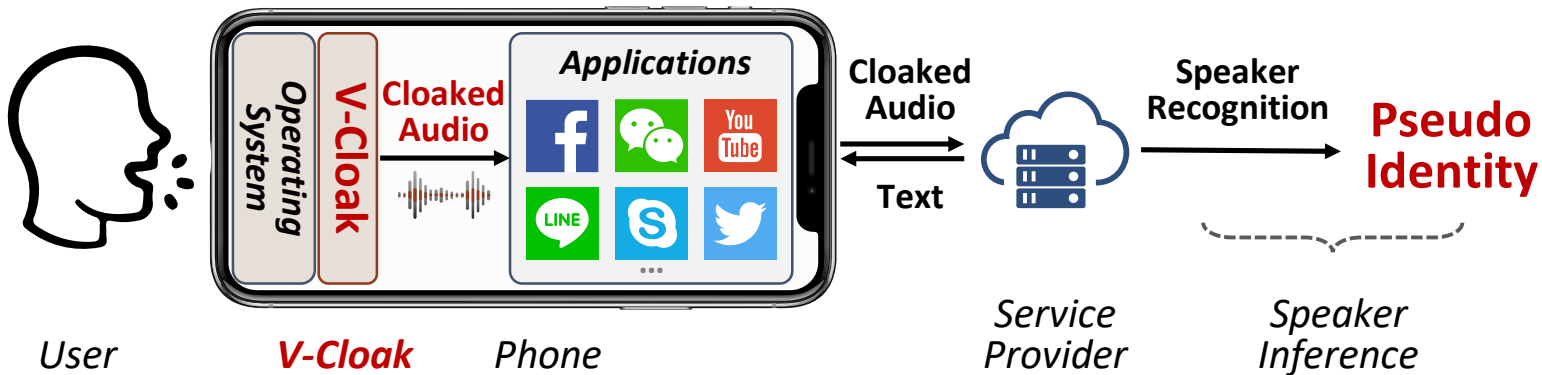 Operating
System
V-Cloak
Cloaked
Audio
Applications
f
You
Tube
LINE
S
...
Cloaked
Audio
Text
Speaker
Recognition
Pseudo
Identity
User
V-Cloak
Phone
Service
Provider
Speaker
Inference